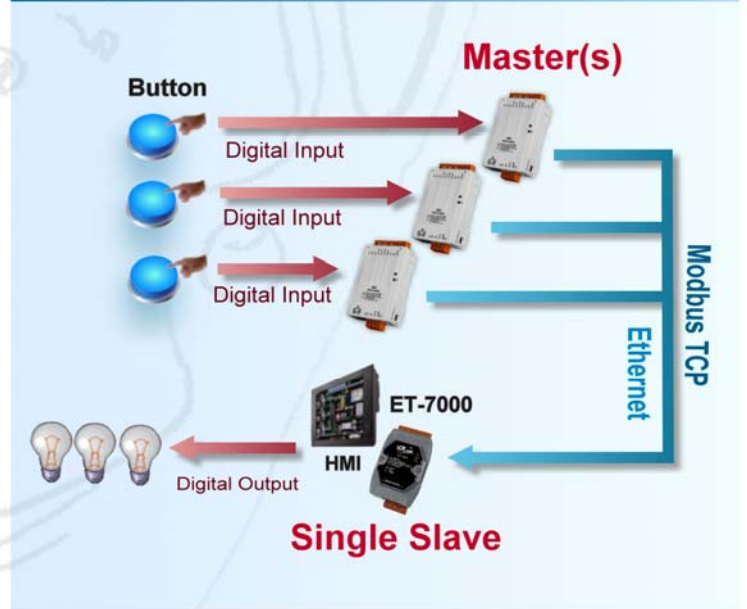 Master(s)
Button
Digital Input
Digital Input
Digital Input
Modbus TCP
Ethernet
ET-7000
HMI
Digital Output
Single Slave